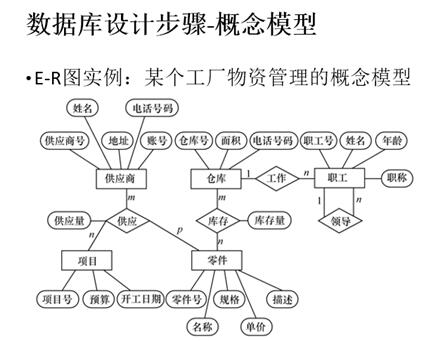 数据库设计步骤-概念模型
•E-R图实例：某个工厂物资管理的概念模型
姓名 电话号码
供应商号 地址 账号 仓库号 面积 电话号码 职工号 姓名 年龄
供应商 仓库 1 工作 n 职工 职称
m m 1 n
供应量 供应 库存 库存量 领导
n p n
项目 零件
项目号 预算 开工日期 零件号 规格 描述
名称 单价